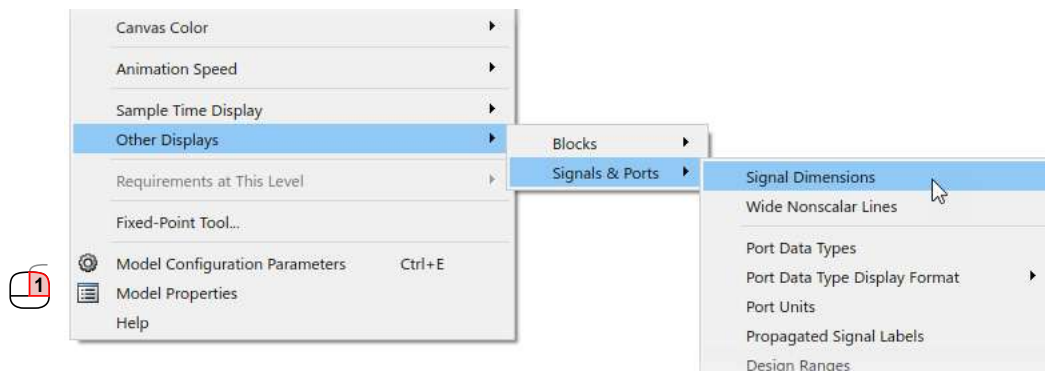 Canvas Color
Animation Speed
Sample Time Display
Other Displays
Requirements at This Level
Fixed-Point Tool...
Model Configuration Parameters Ctrl+E
Model Properties
Help
1
Blocks
Signals & Ports
Signal Dimensions
Wide Nonscalar Lines
Port Data Types
Port Data Type Display Format
Port Units
Propagated Signal Labels
Design Ranges